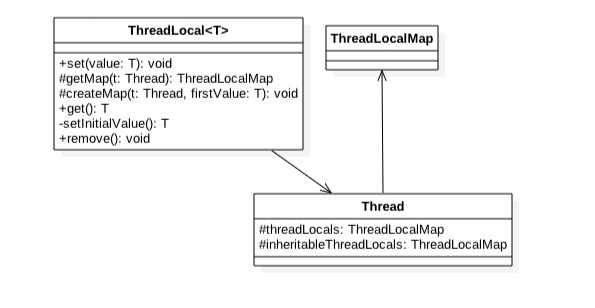 ThreadLocal<T>
+set(value: T): void
#getMap(t: Thread): ThreadLocalMap
#createMap(t: Thread, firstValue: T): void
+get(): T
-setInitialValue(): T
+remove(): void
ThreadLocalMap
Thread
#threadLocals: ThreadLocalMap
#inheritableThreadLocals: ThreadLocalMap